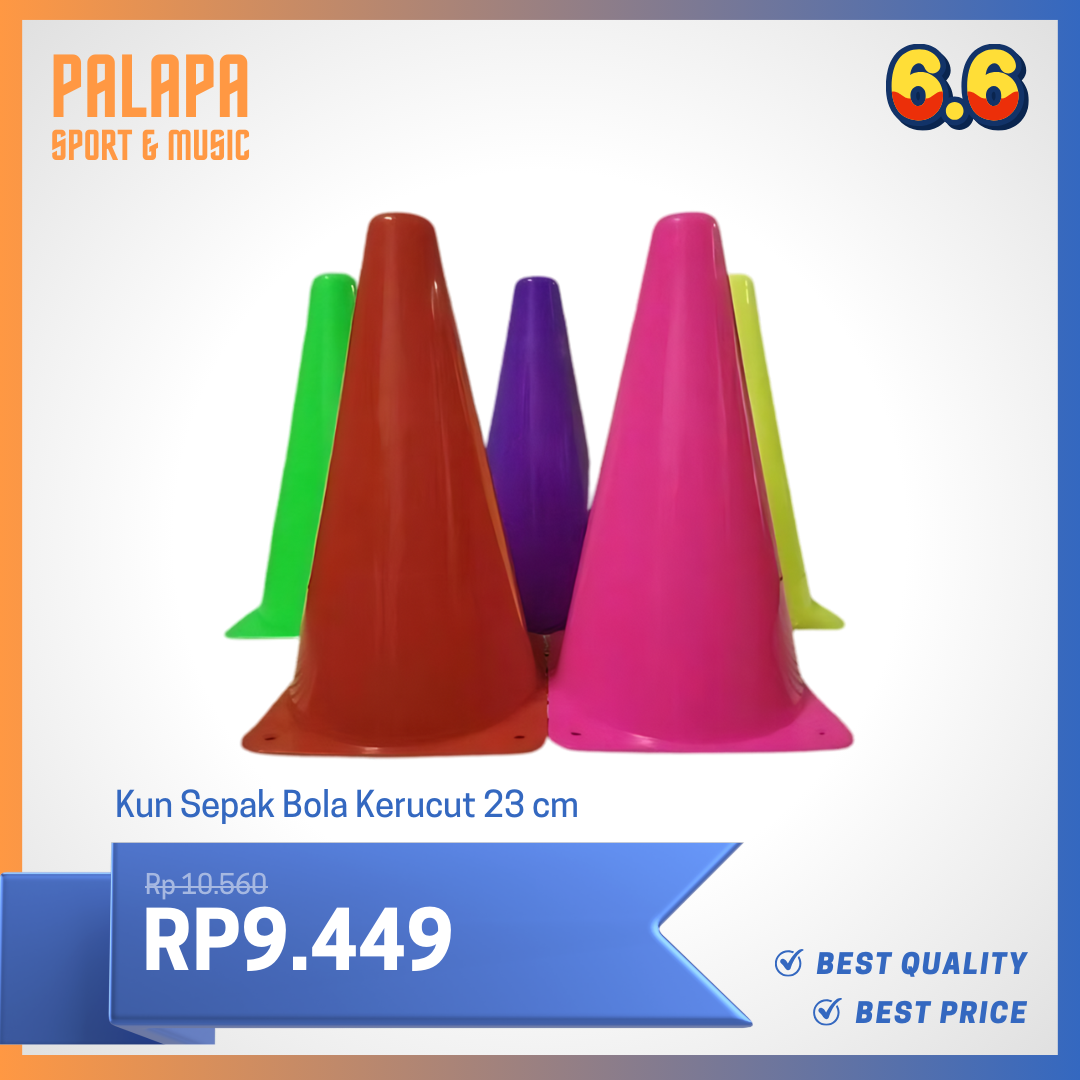 PALAPA
SPORT & MUSIC
6.6
Kun Sepak Bola Kerucut 23 cm
Rp 10.560
RP9.449
BEST QUALITY
BEST PRICE